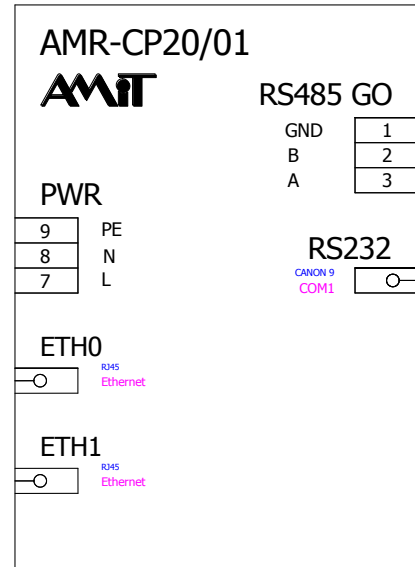 AMR-CP20/01
AMiT
RS485 GO
GND 1
B 2
A 3
PWR
9 PE
8 N
7 L
RS232
CANON 9
COM1
ETH0
RJ45
Ethernet
ETH1
RJ45
Ethernet